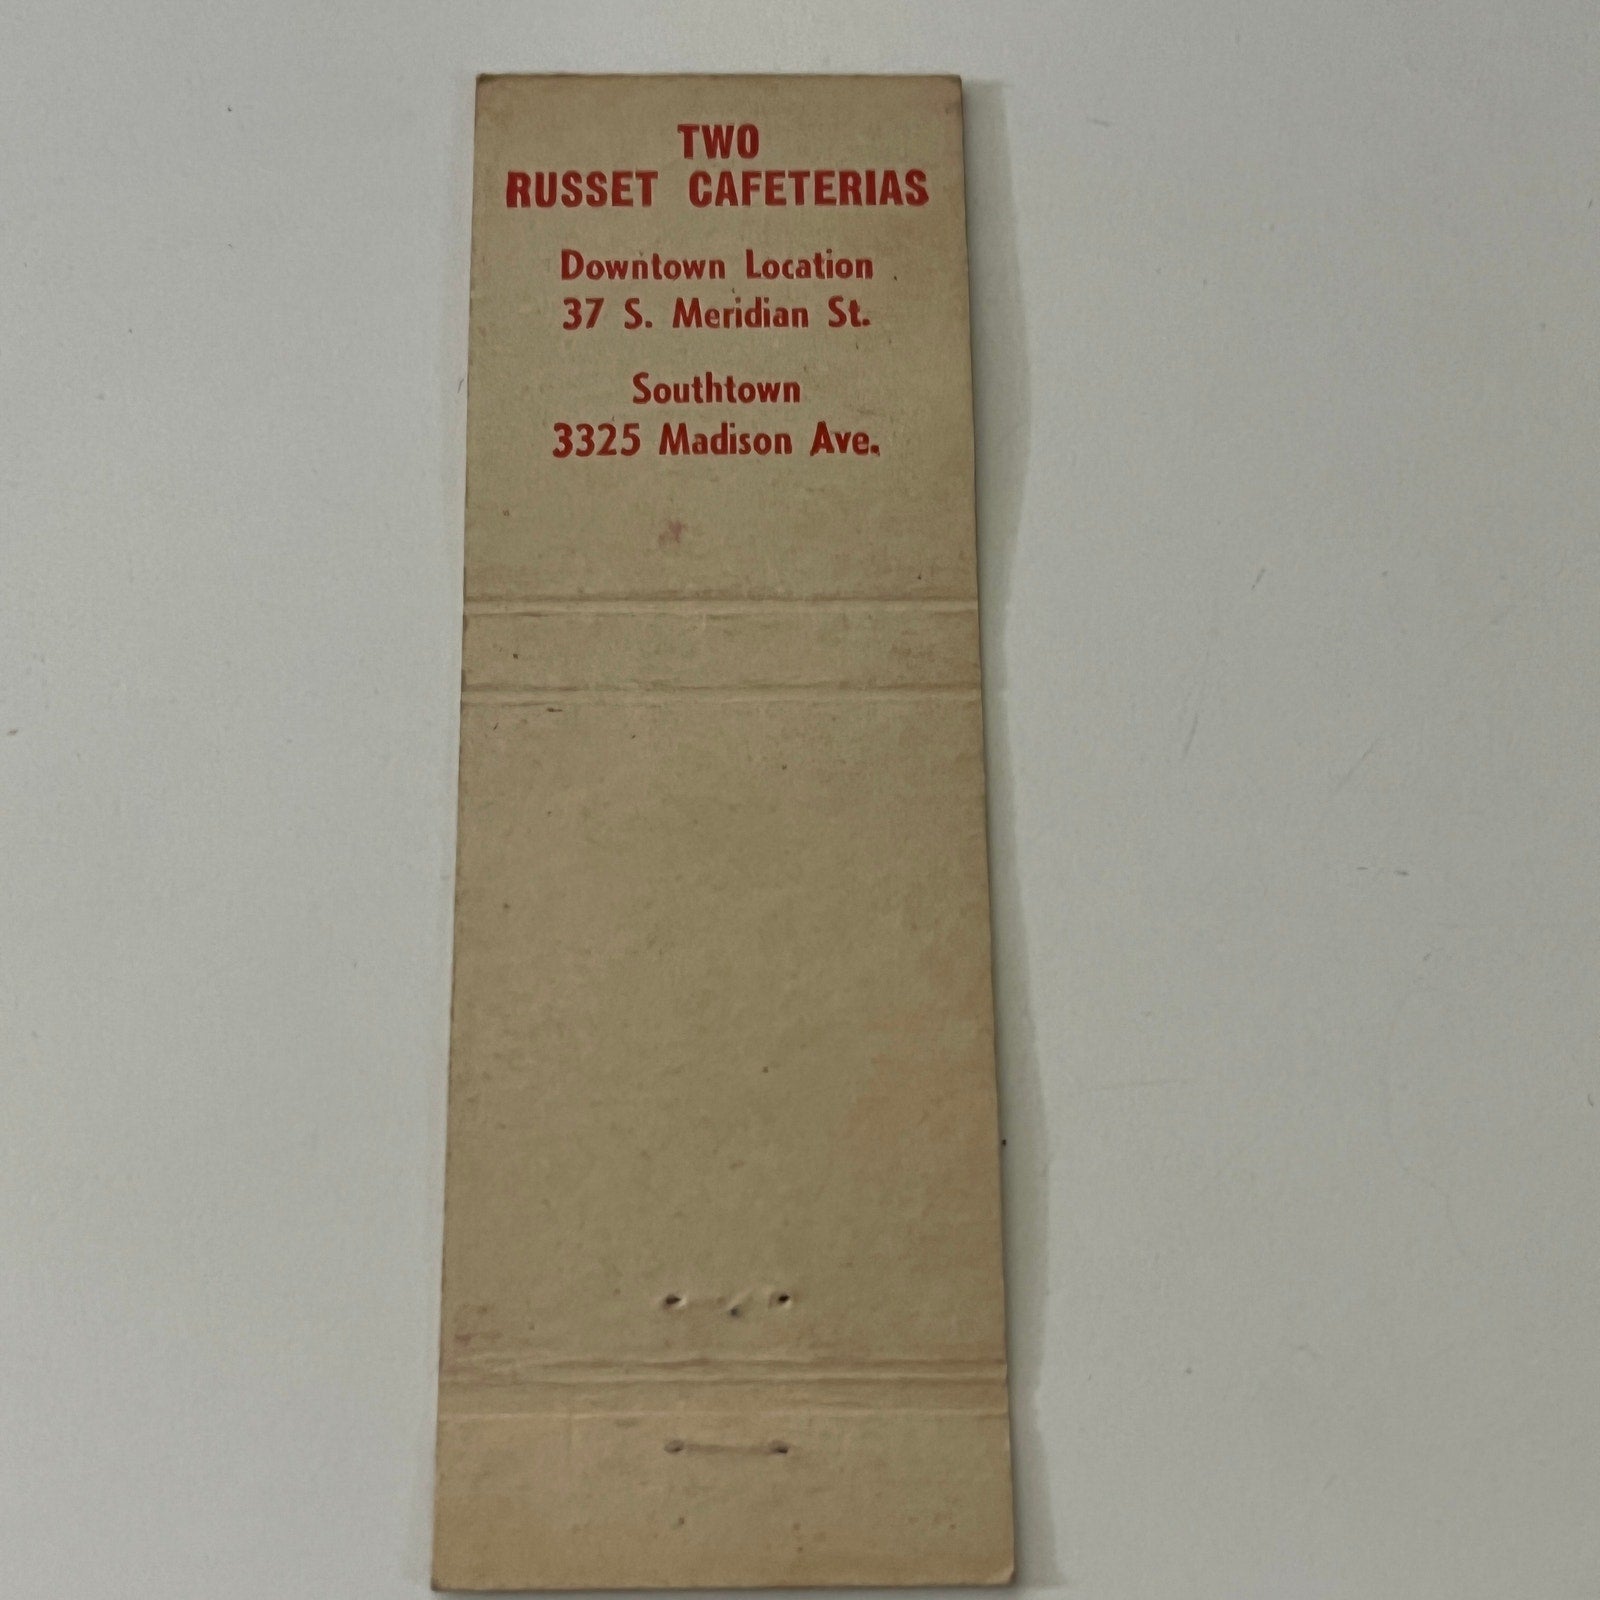 TWO
RUSSET CAFETERIAS
Downtown Location
37 S. Meridian St.
Southtown
3325 Madison Ave.